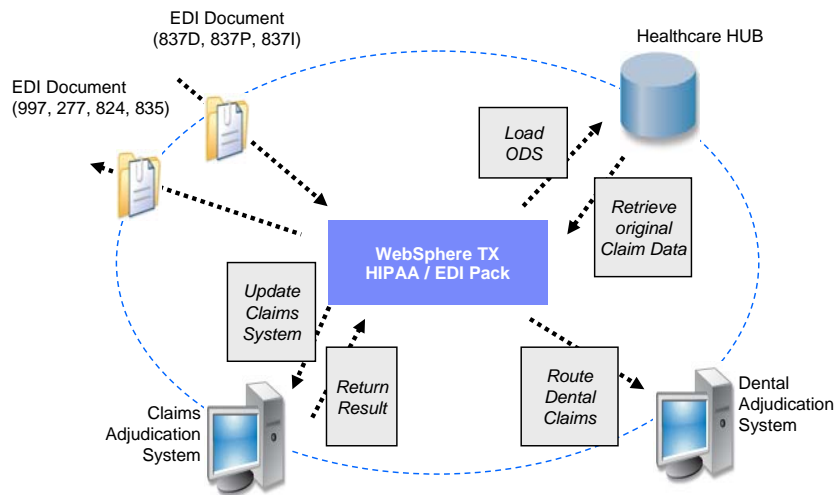 EDI Document
(837D, 837P, 837I)
EDI Document
(997, 277, 824, 835)
Healthcare HUB
Load
ODS
Retrieve
original
Claim Data
WebSphere TX
HIPAA / EDI Pack
Update
Claims
System
Return
Result
Route
Dental
Claims
Claims
Adjudication
System
Dental
Adjudication
System